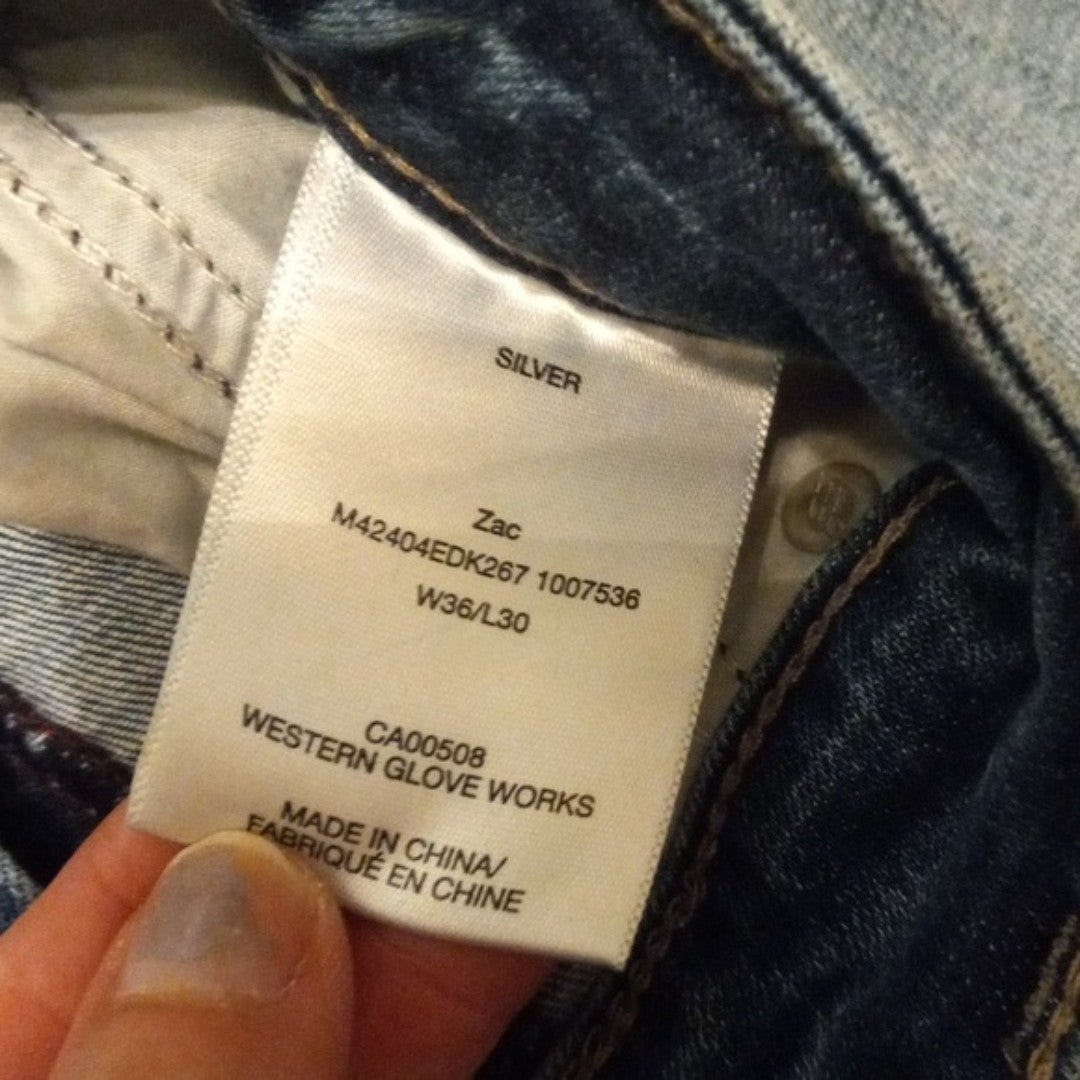 SILVER
Zac
M42404EDK267 1007536
W36/L30
CA00508
WESTERN GLOVE WORKS
MADE IN CHINA/
FABRIQUÉ EN CHINE